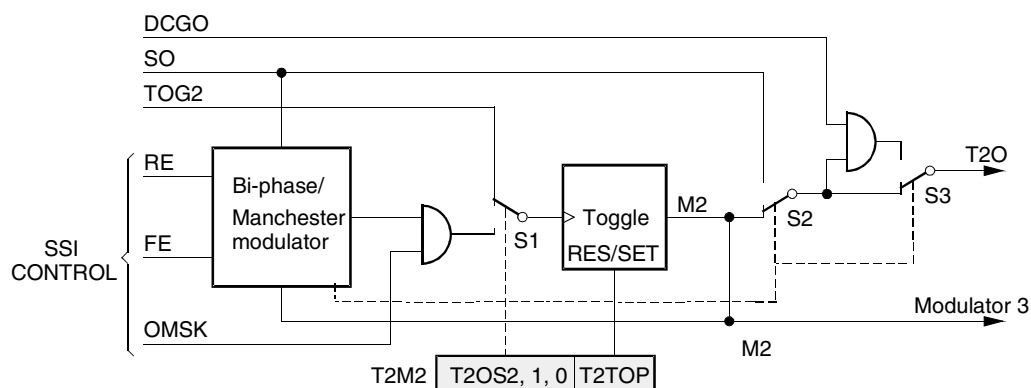 DCGO
SO
TOG2
RE
T2O
Bi-phase/
Manchester
modulator
M2
Toggle
S3
S1
S2
SSI
CONTROL
FE
RES/SET
Modulator 3
OMSK
M2
T2M2 T2OS2, 1, 0 T2TOP